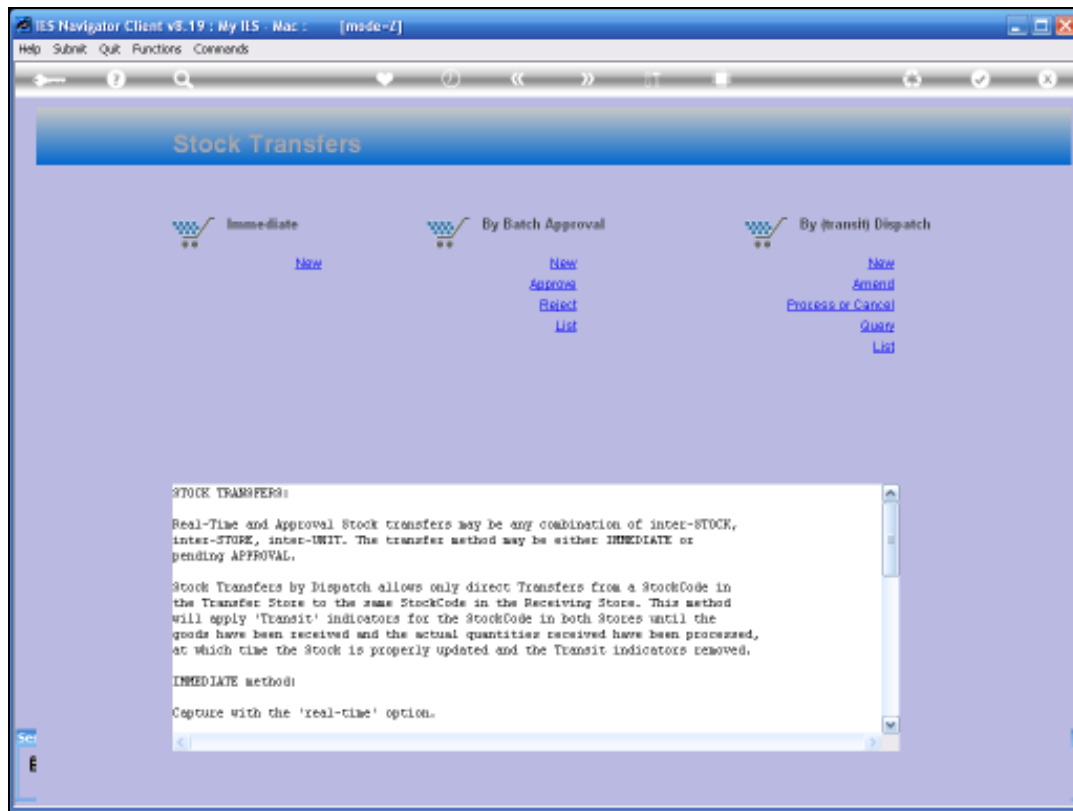 IES Navigator Client v8.19 : My IES - Mac : [mode-Z]
Help Submit Quit Functions Commands
Stock Transfers
Immediate
By Batch Approval
By (transit) Dispatch
New
New
New
Approve
Amend
Reject
Process or Cancel
List
Query
List
STOCK TRANSFERS:
Real-Time and Approval Stock transfers may be any combination of inter-STOCK,
inter-STORE, inter-UNIT. The transfer method may be either IMMEDIATE or
pending APPROVAL.
Stock Transfers by Dispatch allows only direct Transfers from a StockCode in
the Transfer Store to the same StockCode in the Receiving Store. This method
will apply 'Transit' indicators for the StockCode in both Stores until the
goods have been received and the actual quantities received have been processed,
at which time the Stock is properly updated and the Transit indicators removed.
IMMEDIATE method:
Capture with the 'real-time' option.
Ses